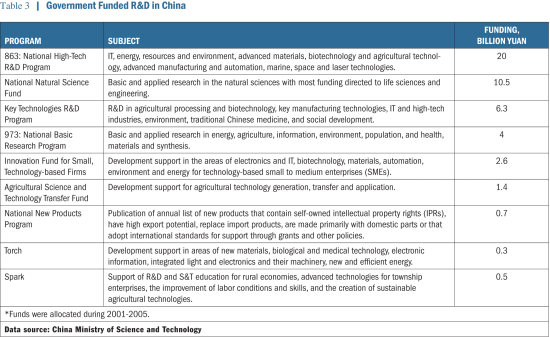 Table 3 | Government Funded R&D in China
PROGRAM SUBJECT FUNDING, BILLION YUAN
863: National High-Tech R&D Program
IT, energy, resources and environment, advanced materials, biotechnology and agricultural technol-
ogy, advanced manufacturing and automation, marine, space and laser technologies.
20
National Natural Science Fund
Basic and applied research in the natural sciences with most funding directed to life sciences and
engineering.
10.5
Key Technologies R&D Program
R&D in agricultural processing and biotechnology, key manufacturing technologies, IT and high-tech
industries, environment, traditional Chinese medicine, and social development.
6.3
973: National Basic Research Program
Basic and applied research in energy, agriculture, information, environment, population, and health,
materials and synthesis.
4
Innovation Fund for Small, Technology-based Firms
Development support in the areas of electronics and IT, biotechnology, materials, automation,
environment and energy for technology-based small to medium enterprises (SMEs).
2.6
Agricultural Science and Technology Transfer Fund
Development support for agricultural technology generation, transfer and application.
1.4
National New Products Program
Publication of annual list of new products that contain self-owned intellectual property rights (IPRs),
have high export potential, replace import products, are made primarily with domestic parts or that
adopt international standards for support through grants and other policies.
0.7
Torch
Development support in areas of new materials, biological and medical technology, electronic
information, integrated light and electronics and their machinery, new and efficient energy.
0.3
Spark
Support of R&D and S&T education for rural economies, advanced technologies for township
enterprises, the improvement of labor conditions and skills, and the creation of sustainable
agricultural technologies.
0.5
*Funds were allocated during 2001-2005.
Data source: China Ministry of Science and Technology